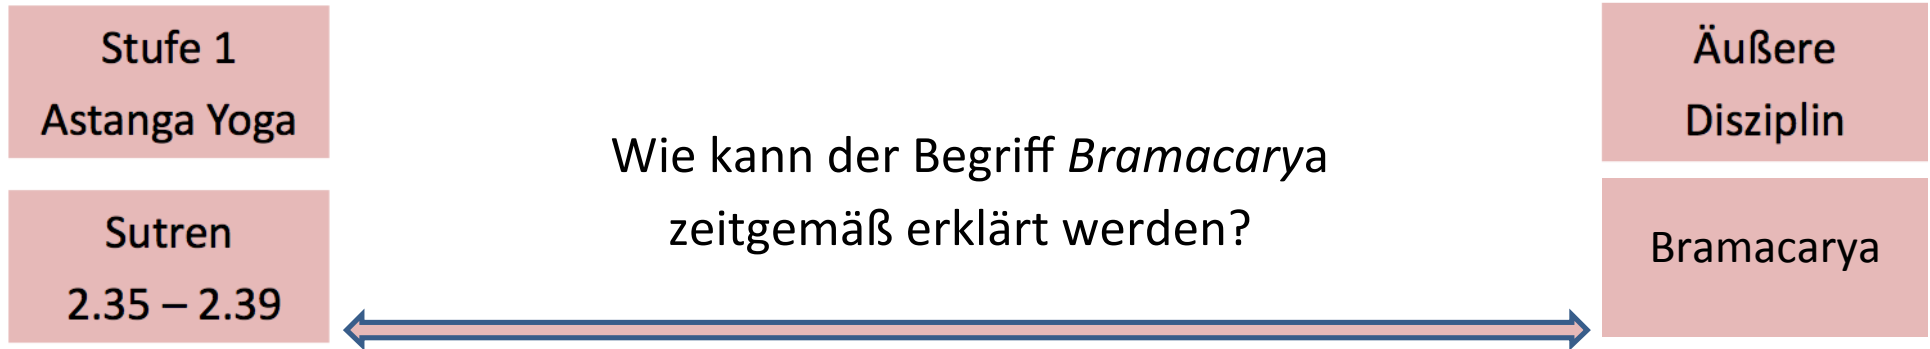 Stufe 1
Astanga Yoga
Sutren
2.35 – 2.39
Wie kann der Begriff Bramacarya
zeitgemäß erklärt werden?
Äußere
Disziplin
Bramacarya